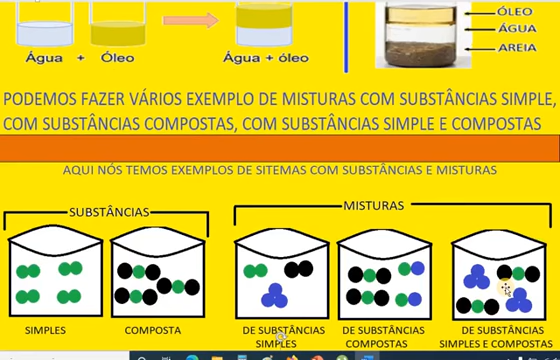 ÓLEO
ÁGUA
AREIA
Água + Óleo
Água + óleo
PODEMOS FAZER VÁRIOS EXEMPLO DE MISTURAS COM SUBSTÂNCIAS SIMPLE,
COM SUBSTÂNCIAS COMPOSTAS, COM SUBSTÂNCIAS SIMPLE E COMPOSTAS
AQUI NÓS TEMOS EXEMPLOS DE SITEMAS COM SUBSTÂNCIAS E MISTURAS
SUBSTÂNCIAS
MISTURAS
SIMPLES
COMPOSTA
DE SUBSTÂNCIAS
SIMPLES
DE SUBSTÂNCIAS
COMPOSTAS
DE SUBSTÂNCIAS
SIMPLES E COMPOSTAS